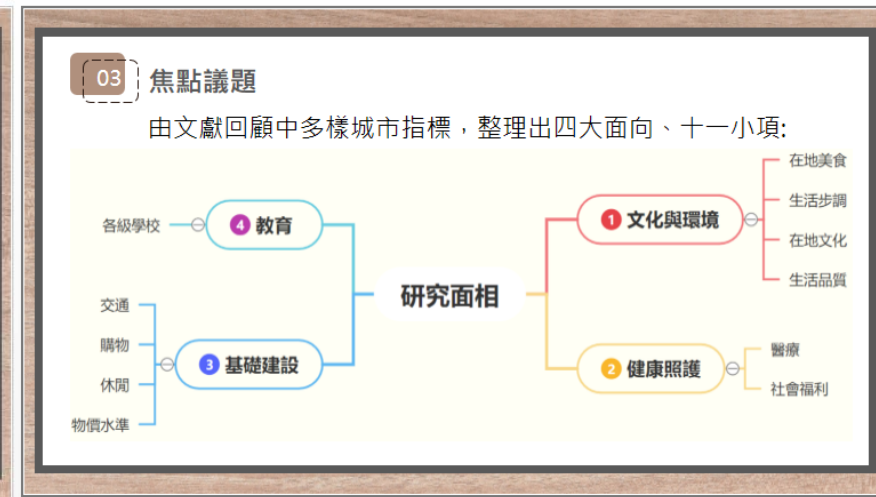 03
焦點議題
由文獻回顧中多樣城市指標，整理出四大面向、十一小項:
研究面相
1 文化與環境
在地美食
生活步調
在地文化
生活品質
2 健康照護
醫療
社會福利
3 基礎建設
交通
購物
休閒
物價水準
4 教育
各級學校